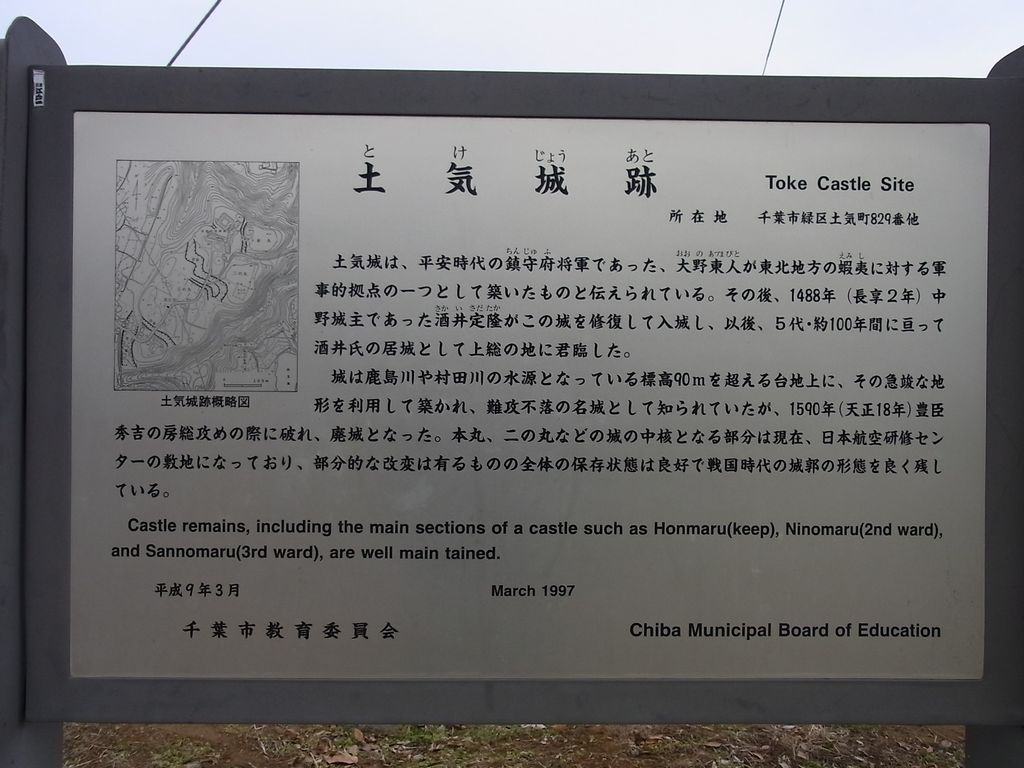 とけじょうあと
土気城跡
Toke Castle Site
所在地 千葉市緑区土気町829番他
土気城は、平安時代の鎮守府将軍であった、大野東人が東北地方の蝦夷に対する軍
事的拠点の一つとして築いたものと伝えられている。その後、1488年（長享2年）中
野城主であった酒井定隆がこの城を修復して入城し、以後、5代・約100年間に亘って
酒井氏の居城として上総の地に君臨した。
城は鹿島川や村田川の水源となっている標高90mを超える台地上に、その急峻な地
形を利用して築かれ、難攻不落の名城として知られていたが、1590年(天正18年)豊臣
秀吉の房総攻めの際に破れ、廃城となった。本丸、二の丸などの城の中核となる部分は現在、日本航空研修セン
ターの敷地になっており、部分的な改変は有るものの全体の保存状態は良好で戦国時代の城郭の形態を良く残し
ている。
土気城跡概略図
Castle remains, including the main sections of a castle such as Honmaru(keep), Ninomaru(2nd ward),
and Sannomaru(3rd ward), are well main tained.
平成9年3月 March 1997
千葉市教育委員会 Chiba Municipal Board of Education